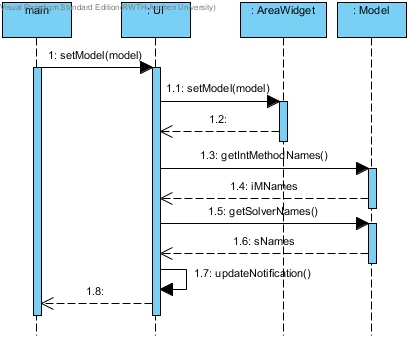 Visual Paradigm Standard Edition(RWTH Aachen University)
main
: UI
: AreaWidget
: Model
1: setModel(model)
1.1: setModel(model)
1.2:
1.3: getIntMethodNames()
1.4: iMNames
1.5: getSolverNames()
1.6: sNames
1.7: updateNotification()
1.8: